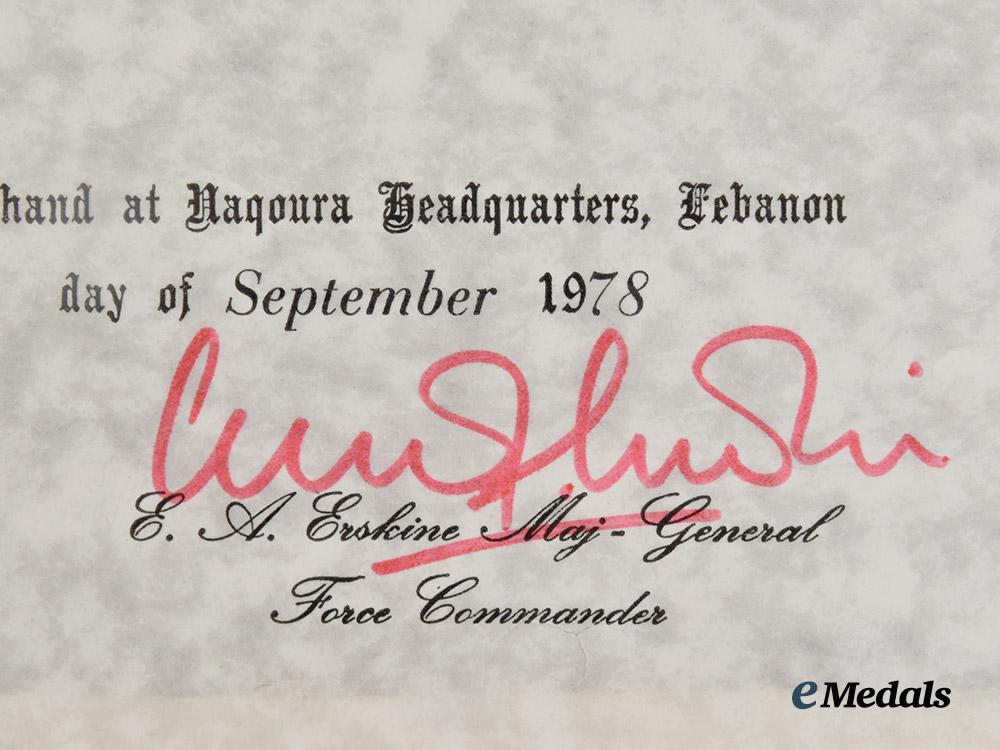 hand at Naqoura Headquarters, Lebanon
day of September 1978
E. A. Erskine Maj-General
Force Commander
eMedals